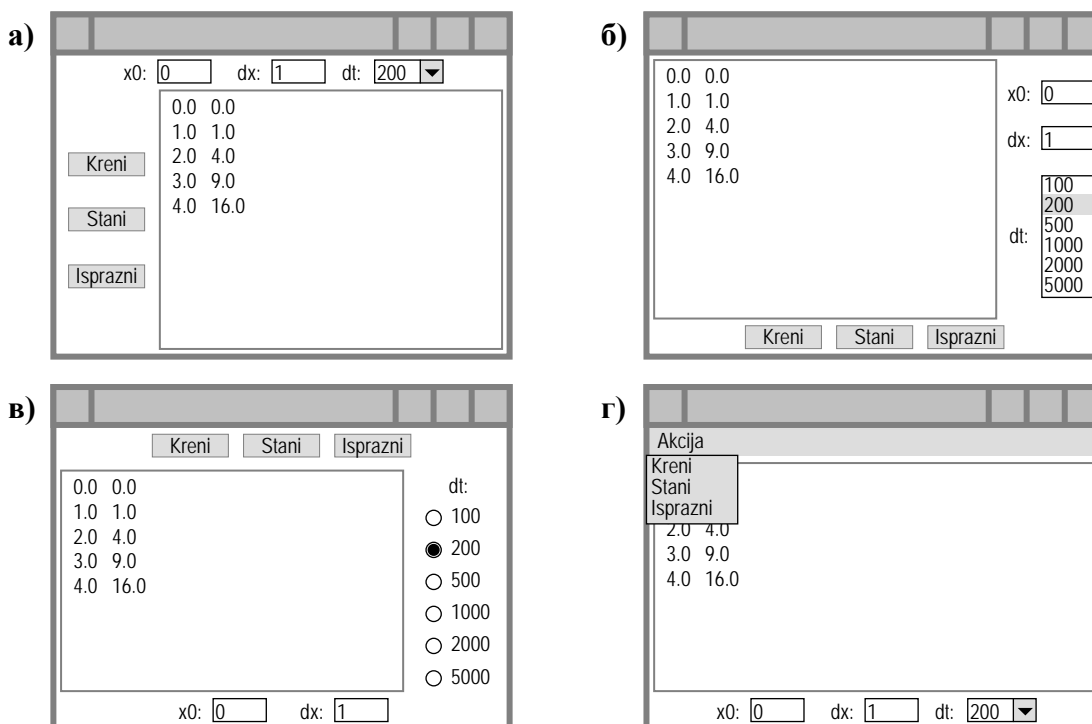 а)
x0: 0 dx: 1 dt: 200
0.0 0.0
1.0 1.0
2.0 4.0
3.0 9.0
4.0 16.0
Kreni
Stani
Isprazni
б)
0.0 0.0
1.0 1.0
2.0 4.0
3.0 9.0
4.0 16.0
x0: 0
dx: 1
dt:
100
200
500
1000
2000
5000
Kreni Stani Isprazni
в)
Kreni Stani Isprazni
0.0 0.0
1.0 1.0
2.0 4.0
3.0 9.0
4.0 16.0
dt:
100
200
500
1000
2000
5000
x0: 0 dx: 1
г)
Akcija
Kreni
Stani
Isprazni
2.0 4.0
3.0 9.0
4.0 16.0
x0: 0 dx: 1 dt: 200